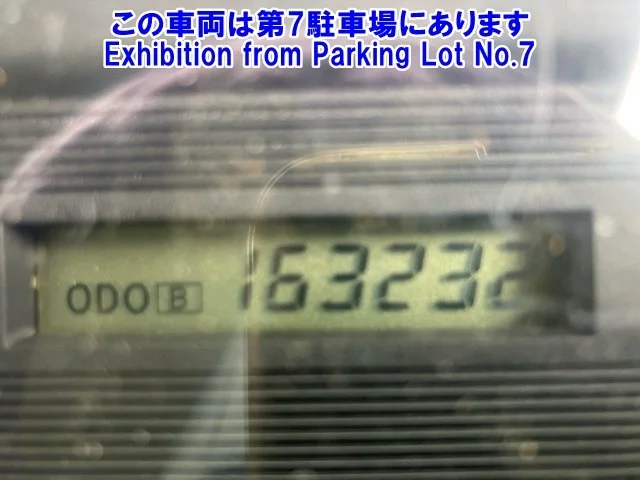 この車両は第7駐車場にあります
Exhibition from Parking Lot No.7
ODO B 163232